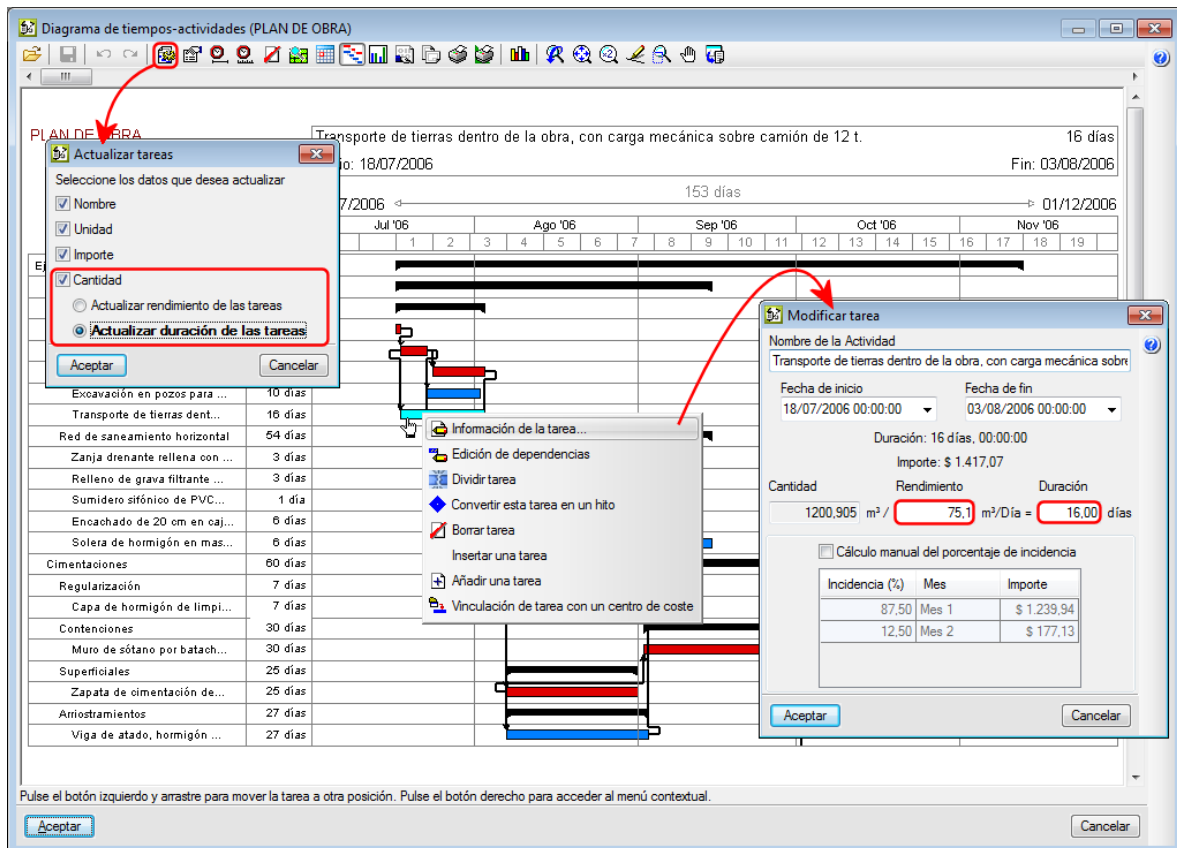 Diagrama de tiempos-actividades (PLAN DE OBRA)
PLAN DE OBRA
Transporte de tierras dentro de la obra, con carga mecánica sobre camión de 12 t. 16 días
io: 18/07/2006 Fin: 03/08/2006
153 días
7/2006 01/12/2006
Jul '06 Ago '06 Sep '06 Oct '06 Nov '06
1 2 3 4 5 6 7 8 9 10 11 12 13 14 15 16 17 18 19
Ej
Actualizar tareas
Seleccione los datos que desea actualizar
Nombre
Unidad
Importe
Cantidad
Actualizar rendimiento de las tareas
Actualizar duración de las tareas
Aceptar Cancelar
Excavación en pozos para ... 10 días
Transporte de tierras dent... 16 días
Red de saneamiento horizontal 54 días
Zanja drenante rellena con ... 3 días
Relleno de grava filtrante ... 3 días
Sumidero sifónico de PVC... 1 día
Encachado de 20 cm en caj... 6 días
Solera de hormigón en mas... 6 días
Cimentaciones 60 días
Regularización 7 días
Capa de hormigón de limpi... 7 días
Contenciones 30 días
Muro de sótano por batach... 30 días
Superficiales 25 días
Zapata de cimentación de... 25 días
Arriostramientos 27 días
Viga de atado, hormigón ... 27 días
Información de la tarea...
Edición de dependencias
Dividir tarea
Convertir esta tarea en un hito
Borrar tarea
Insertar una tarea
Añadir una tarea
Vinculación de tarea con un centro de coste
Modificar tarea
Nombre de la Actividad
Transporte de tierras dentro de la obra, con carga mecánica sobre
Fecha de inicio Fecha de fin
18/07/2006 00:00:00 03/08/2006 00:00:00
Duración: 16 días, 00:00:00
Importe: $ 1.417,07
Cantidad Rendimiento Duración
1200,905 m³ / 75,1 m³/Día = 16,00 días
Cálculo manual del porcentaje de incidencia
Incidencia (%) Mes Importe
87,50 Mes 1 $ 1.239,94
12,50 Mes 2 $ 177,13
Aceptar Cancelar
Pulse el botón izquierdo y arrastre para mover la tarea a otra posición. Pulse el botón derecho para acceder al menú contextual.
Aceptar Cancelar